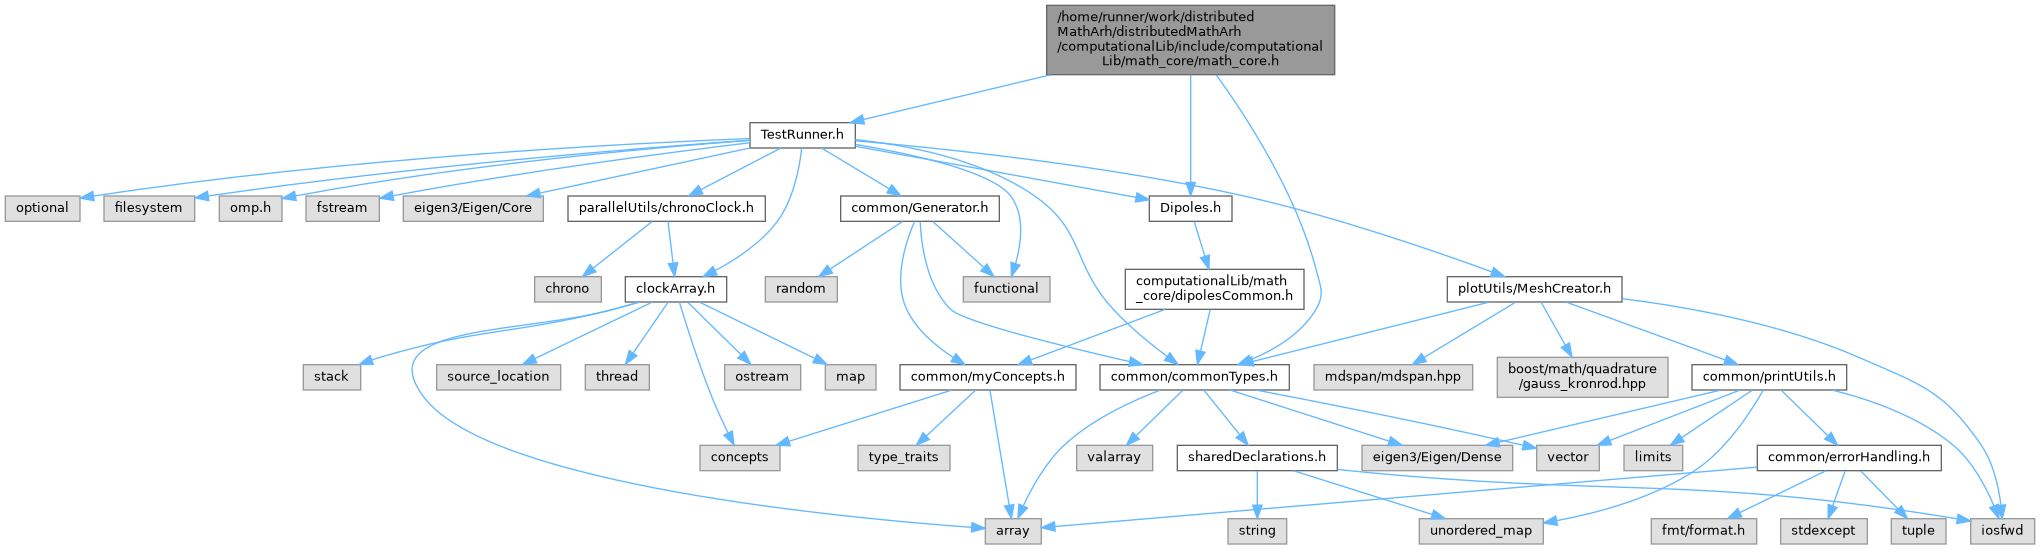 /home/runner/work/distributed
MathArh/distributedMathArh
/computationalLib/include/computational
Lib/math_core/math_core.h
TestRunner.h
optional
filesystem
omp.h
fstream
eigen3/Eigen/Core
parallelUtils/chronoClock.h
common/Generator.h
Dipoles.h
chrono
clockArray.h
random
functional
computationalLib/math
_core/dipolesCommon.h
plotUtils/MeshCreator.h
stack
source_location
thread
ostream
map
common/myConcepts.h
common/commonTypes.h
mdspan/mdspan.hpp
boost/math/quadrature
/gauss_kronrod.hpp
common/printUtils.h
concepts
type_traits
valarray
sharedDeclarations.h
eigen3/Eigen/Dense
vector
limits
common/errorHandling.h
array
string
unordered_map
fmt/format.h
stdexcept
tuple
iosfwd